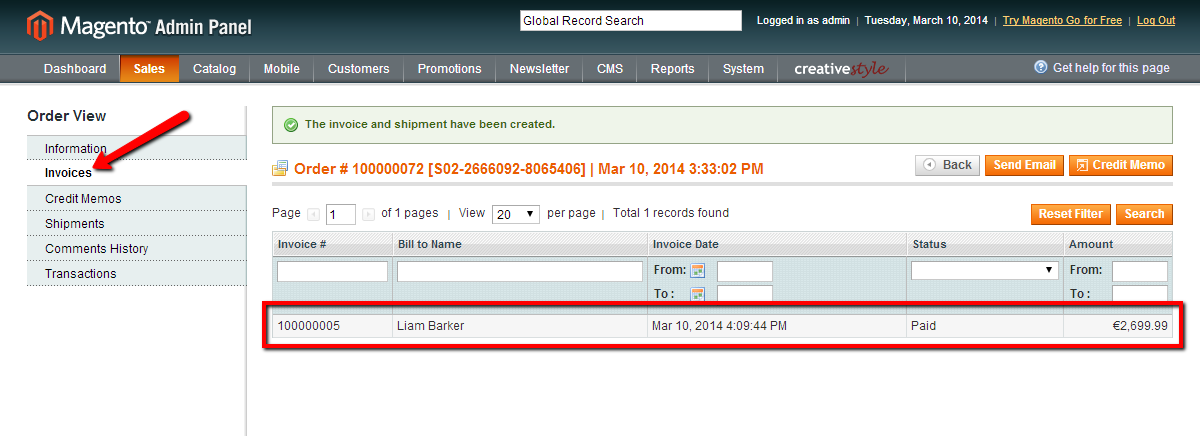 Magento™ Admin Panel
Global Record Search
Logged in as admin | Tuesday, March 10, 2014 | Try Magento Go for Free | Log Out
Dashboard Sales Catalog Mobile Customers Promotions Newsletter CMS Reports System creativestyle Get help for this page
Order View
Information
Invoices
Credit Memos
Shipments
Comments History
Transactions
The invoice and shipment have been created.
Order # 100000072 [S02-2666092-8065406] | Mar 10, 2014 3:33:02 PM
Back Send Email Credit Memo
Page 1 of 1 pages | View 20 per page | Total 1 records found
Reset Filter Search
Invoice # Bill to Name Invoice Date Status Amount
From: From:
To : To :
100000005 Liam Barker Mar 10, 2014 4:09:44 PM Paid €2,699.99